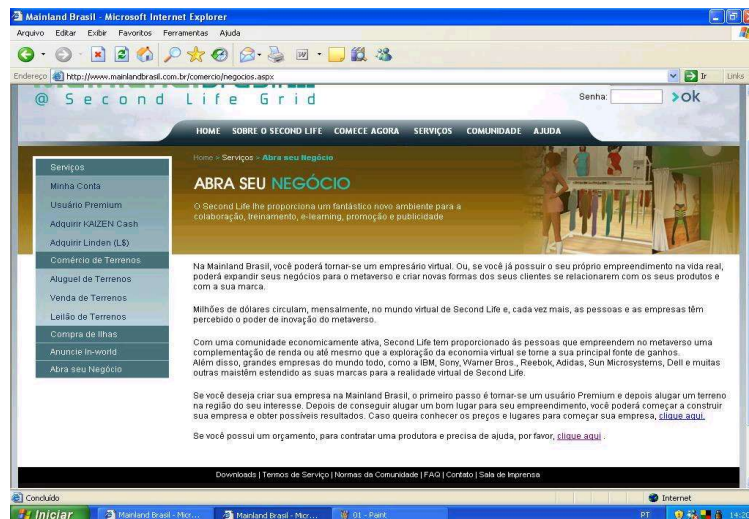 Mainland Brasil - Microsoft Internet Explorer
Arquivo Editar Exibir Favoritos Ferramentas Ajuda
Endereço http://www.mainlandbrasil.com.br/comercio/negocios.aspx Ir Links
@ Second Life Grid
Senha: >ok
HOME SOBRE O SECOND LIFE COMECE AGORA SERVIÇOS COMUNIDADE AJUDA
Home > Serviços > Abra seu Negócio
ABRA SEU NEGÓCIO
O Second Life lhe proporciona um fantástico novo ambiente para a
colaboração, treinamento, e-learning, promoção e publicidade
Serviços
Minha Conta
Usuário Premium
Adquirir KAIZEN Cash
Adquirir Linden (L$)
Comércio de Terrenos
Aluguel de Terrenos
Venda de Terrenos
Leilão de Terrenos
Compra de Ilhas
Anuncie In-world
Abra seu Negócio
Na Mainland Brasil, você poderá tornar-se um empresário virtual. Ou, se você já possuir o seu próprio empreendimento na vida real,
poderá expandir seus negócios para o metaverso e criar novas formas dos seus clientes se relacionarem com os seus produtos e
com a sua marca.
Milhões de dólares circulam, mensalmente, no mundo virtual de Second Life e, cada vez mais, as pessoas e as empresas têm
percebido o poder de inovação do metaverso.
Com uma comunidade economicamente ativa, Second Life tem proporcionado às pessoas que empreendem no metaverso uma
complementação de renda ou até mesmo que a exploração da economia virtual se torne a sua principal fonte de ganhos.
Além disso, grandes empresas do mundo todo, como a IBM, Sony, Warner Bros., Reebok, Adidas, Sun Microsystems, Dell e muitas
outras maistêm estendido as suas marcas para a realidade virtual de Second Life.
Se você deseja criar sua empresa na Mainland Brasil, o primeiro passo é tornar-se um usuário Premium e depois alugar um terreno
na região do seu interesse. Depois de conseguir alugar um bom lugar para seu empreendimento, você poderá começar a construir
sua empresa e obter possíveis resultados. Caso queira conhecer os preços e lugares para começar sua empresa, clique aqui.
Se você possui um orçamento, para contratar uma produtora e precisa de ajuda, por favor, clique aqui .
Downloads | Termos de Serviço | Normas da Comunidade | FAQ | Contato | Sala de Imprensa
Concluído Internet
Iniciar Mainland Brasil - Micr... Mainland Brasil - Micr... 01 - Paint PT 14:20